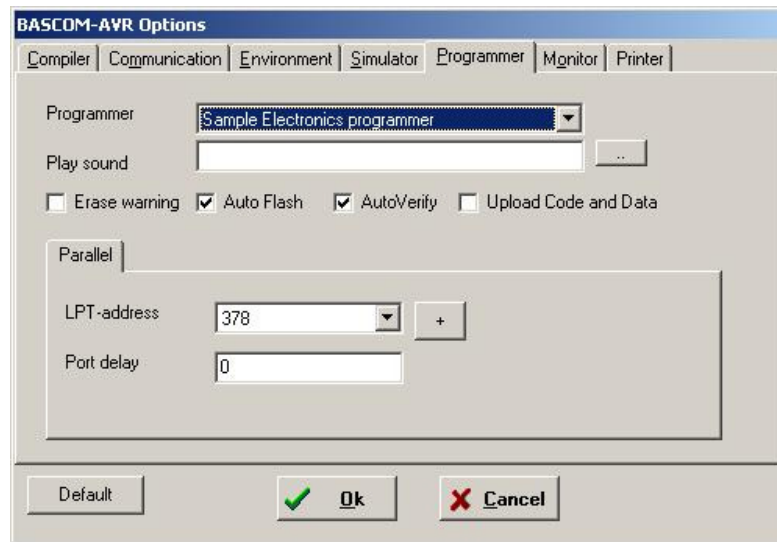 BASCOM-AVR Options
Compiler Communication Environment Simulator Programmer Monitor Printer
Programmer Sample Electronics programmer
Play sound ..
Erase warning Auto Flash AutoVerify Upload Code and Data
Parallel
LPT-address 378 +
Port delay 0
Default Ok Cancel